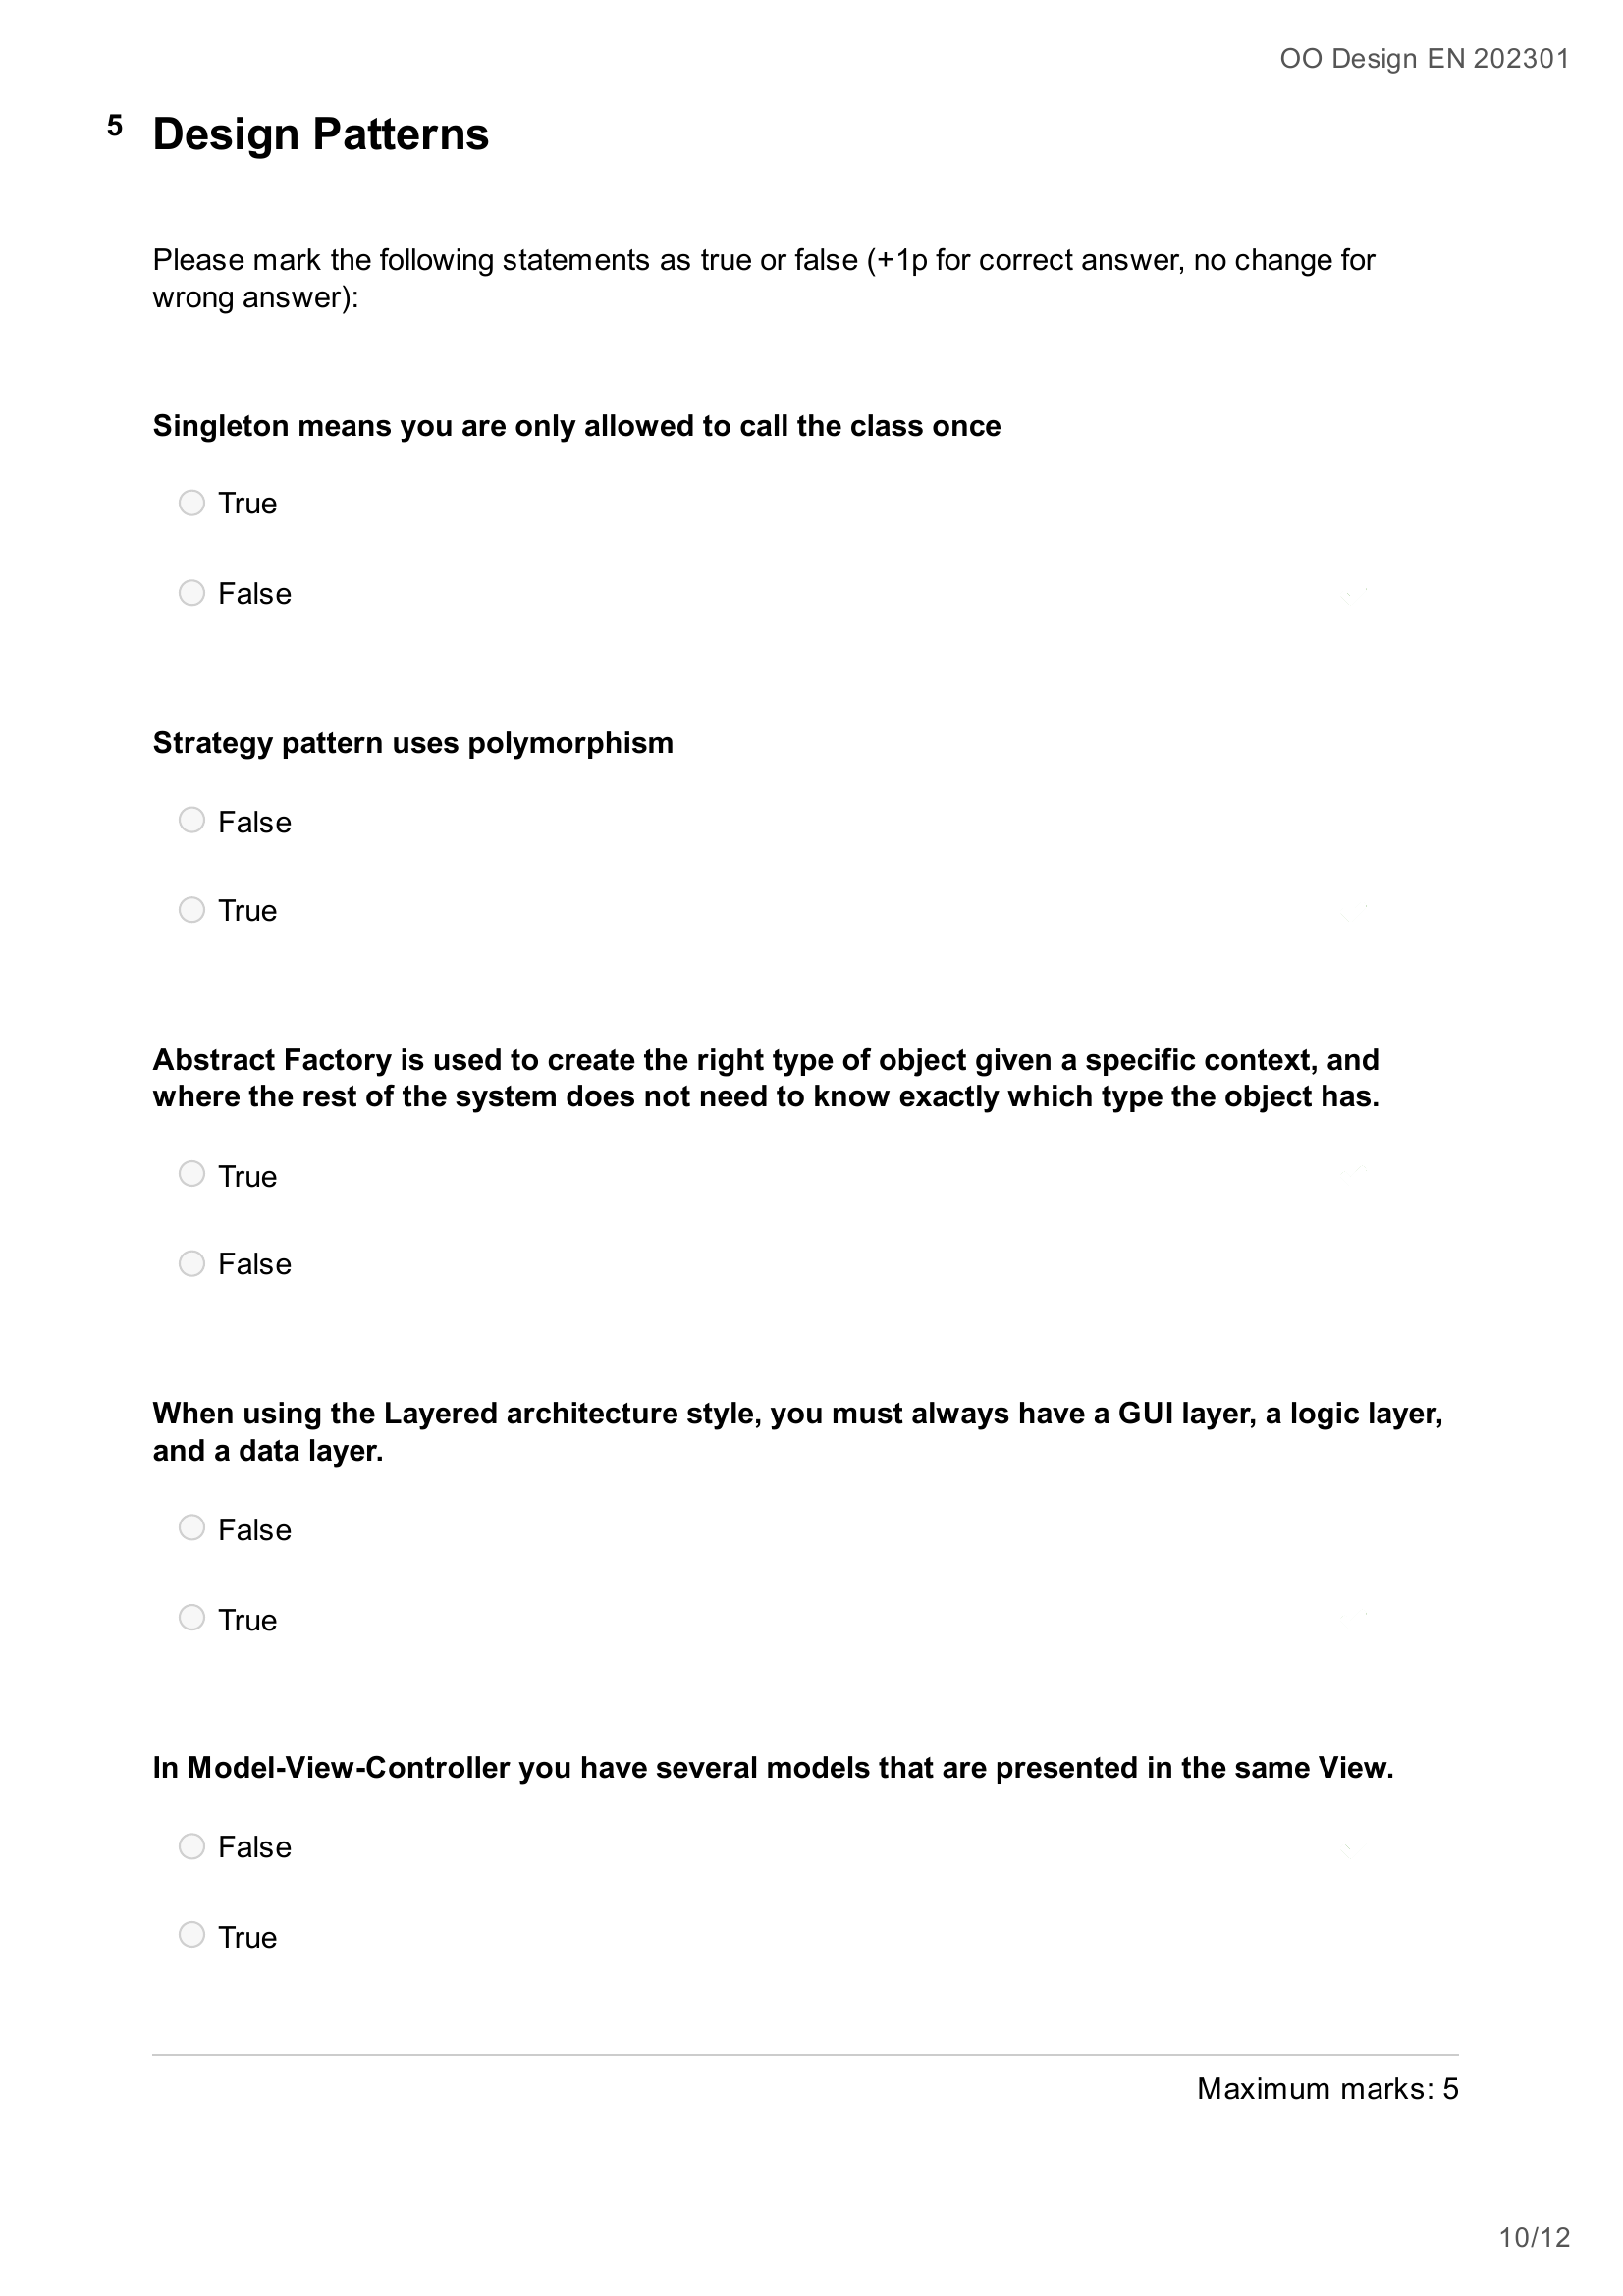 OO Design EN 202301
5 Design Patterns
Please mark the following statements as true or false (+1p for correct answer, no change for
wrong answer):
Singleton means you are only allowed to call the class once
True
False
Strategy pattern uses polymorphism
False
True
Abstract Factory is used to create the right type of object given a specific context, and
where the rest of the system does not need to know exactly which type the object has.
True
False
When using the Layered architecture style, you must always have a GUI layer, a logic layer,
and a data layer.
False
True
In Model-View-Controller you have several models that are presented in the same View.
False
True
Maximum marks: 5
10/12